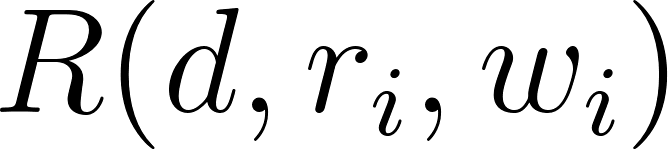 R(d, r_i, w_i)